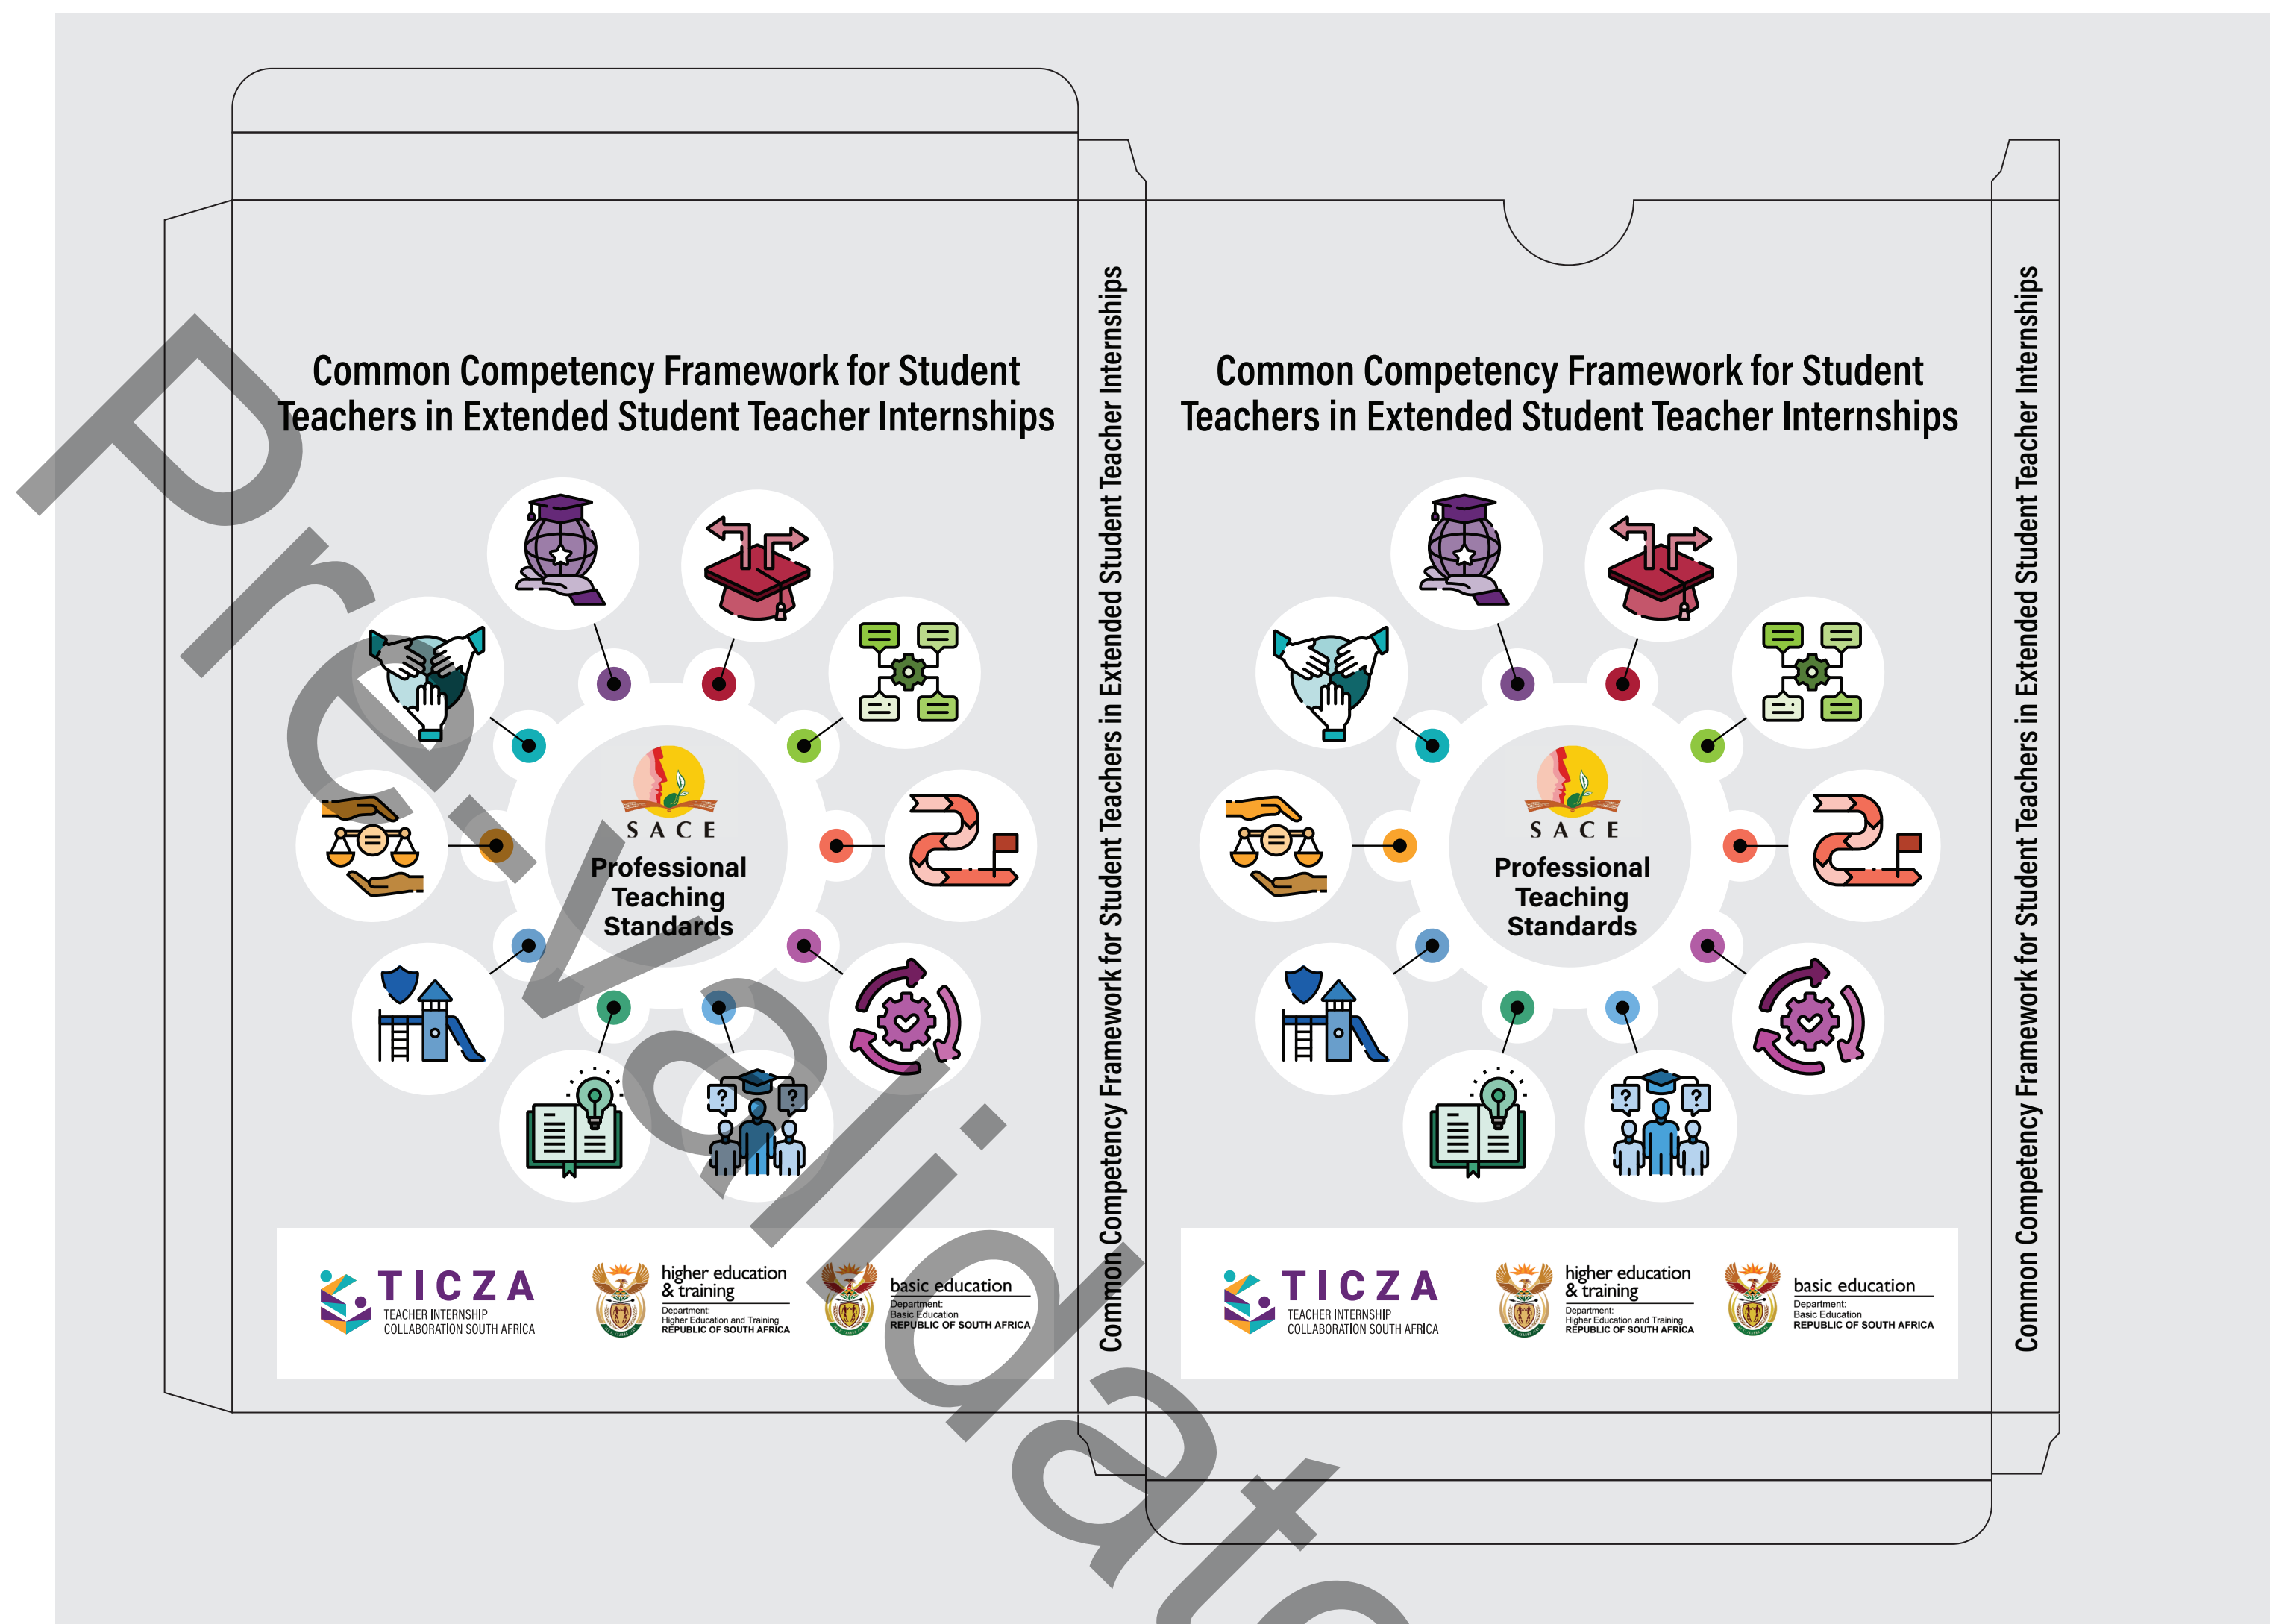 Common Competency Framework for Student
Teachers in Extended Student Teacher Internships
SACE
Professional
Teaching
Standards
? ?
TICZA
TEACHER INTERNSHIP
COLLABORATION SOUTH AFRICA
higher education
& training
Department:
Higher Education and Training
REPUBLIC OF SOUTH AFRICA
basic education
Department:
Basic Education
REPUBLIC OF SOUTH AFRICA
Common Competency Framework for Student Teachers in Extended Student Teacher Internships
Common Competency Framework for Student
Teachers in Extended Student Teacher Internships
SACE
Professional
Teaching
Standards
? ?
TICZA
TEACHER INTERNSHIP
COLLABORATION SOUTH AFRICA
higher education
& training
Department:
Higher Education and Training
REPUBLIC OF SOUTH AFRICA
basic education
Department:
Basic Education
REPUBLIC OF SOUTH AFRICA
Common Competency Framework for Student Teachers in Extended Student Teacher Internships